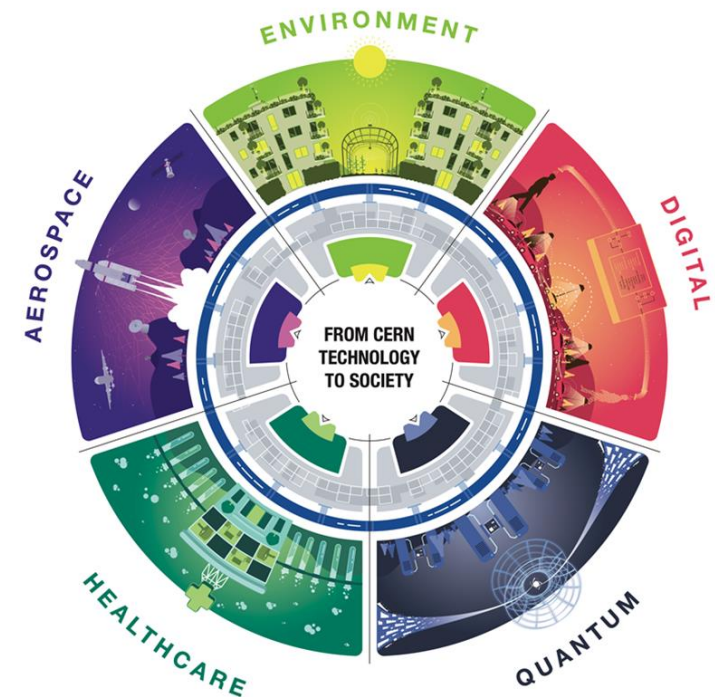 ENVIRONMENT
AEROSPACE
DIGITAL
FROM CERN
TECHNOLOGY
TO SOCIETY
HEALTHCARE
QUANTUM